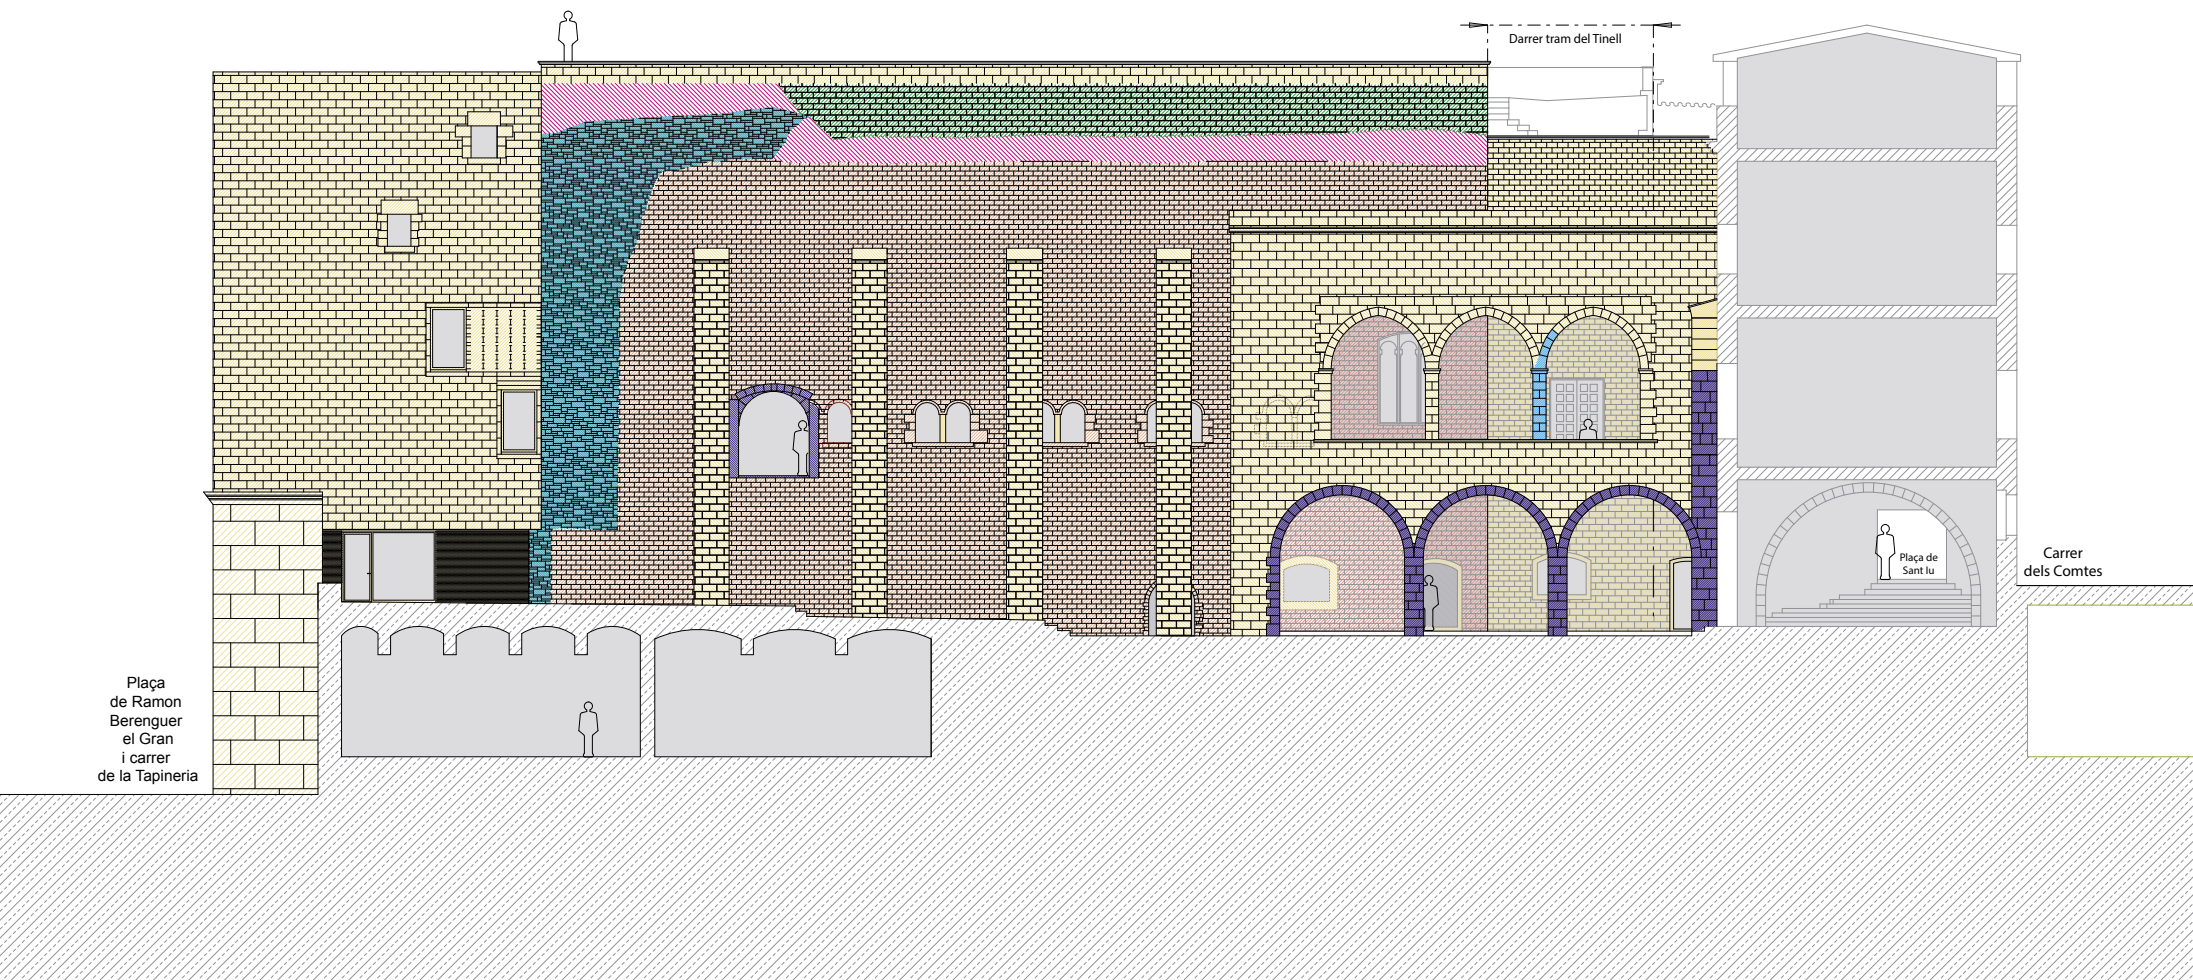 Darrer tram del Tinell
Plaça de
Sant Iu
Carrer
dels Comtes
Plaça
de Ramon
Berenguer
el Gran
i carrer
de la Tapineria